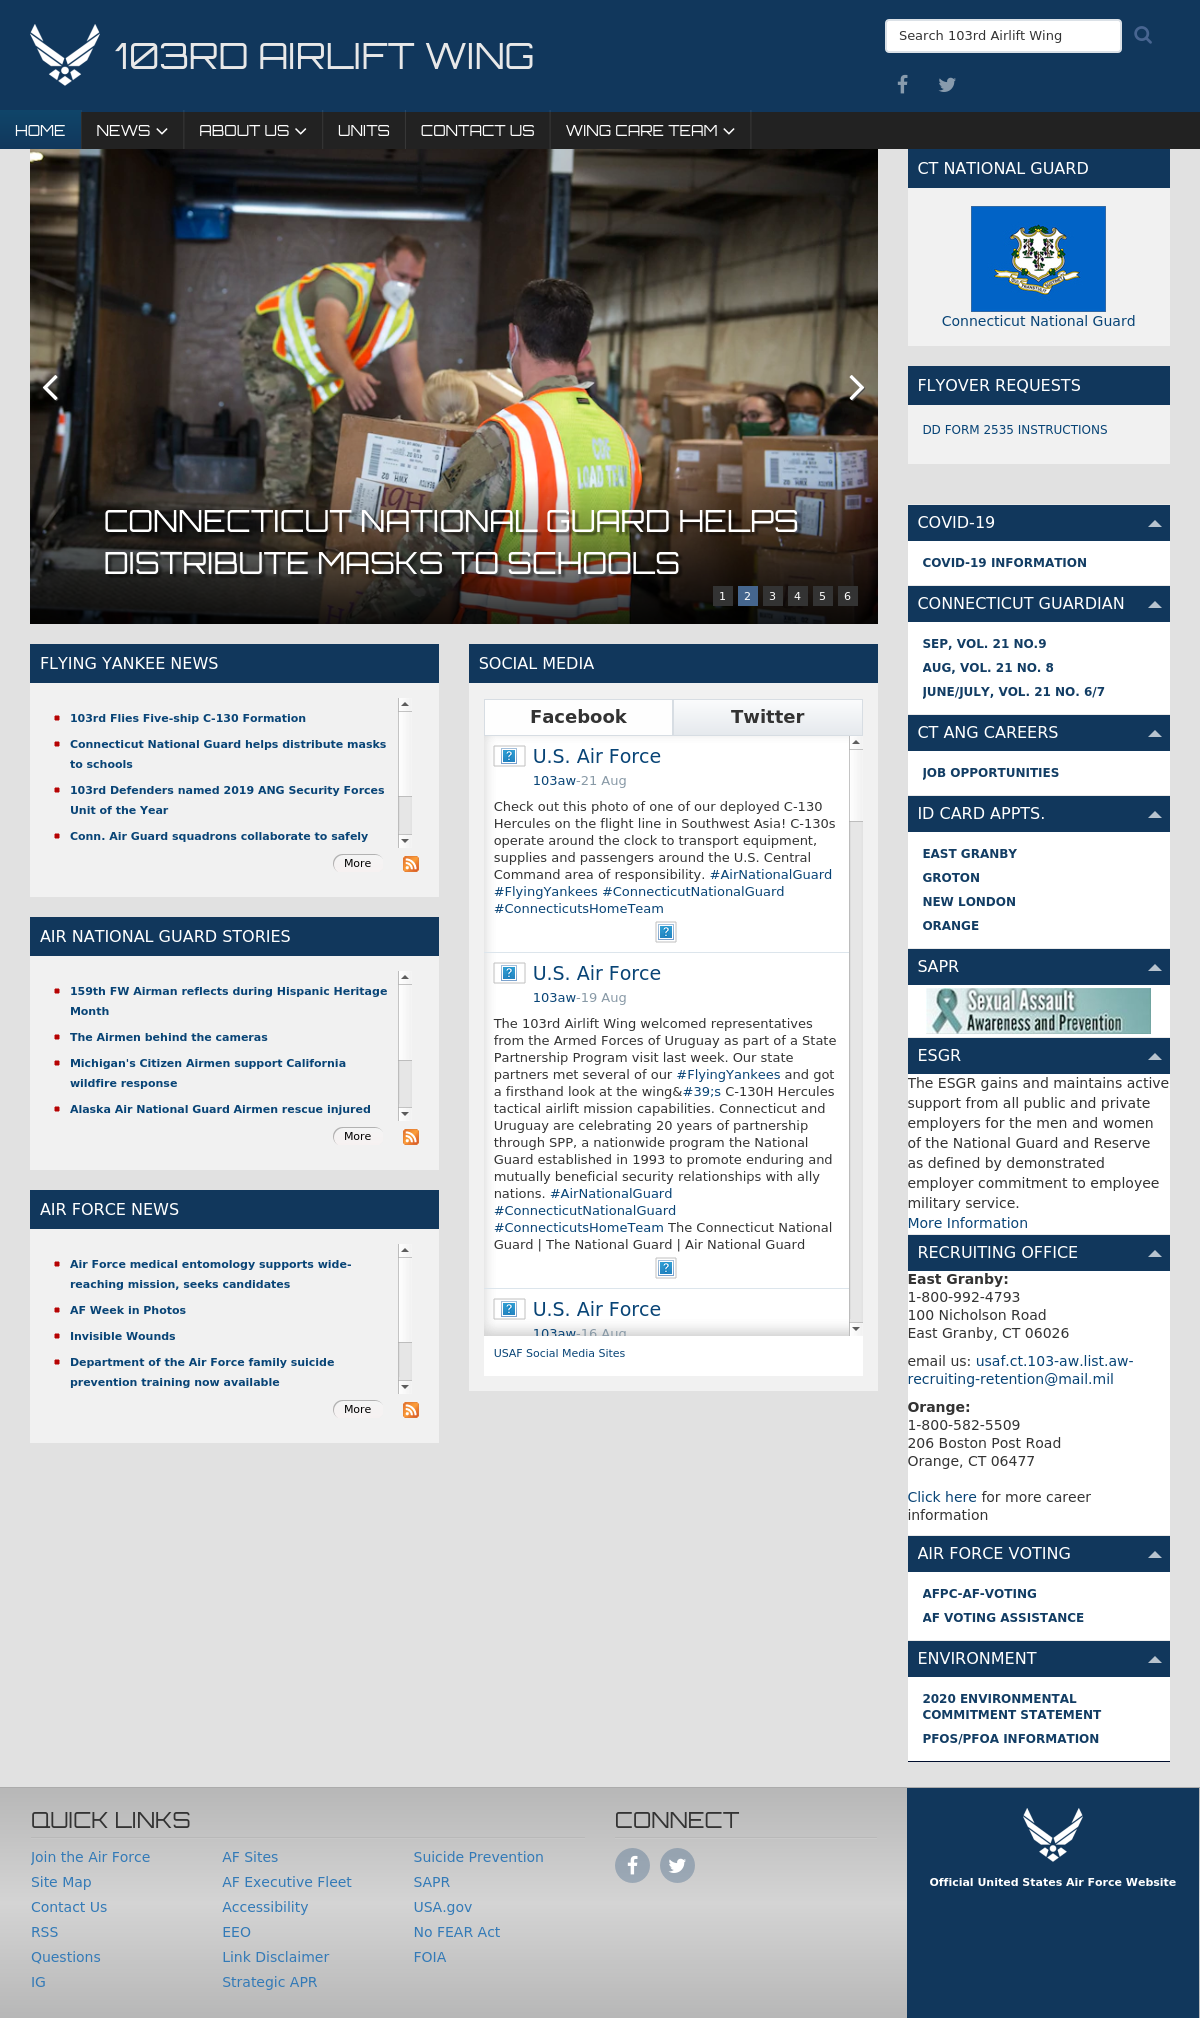 103RD AIRLIFT WING
Search 103rd Airlift Wing
HOME
NEWS
ABOUT US
UNITS
CONTACT US
WING CARE TEAM
CONNECTICUT NATIONAL GUARD HELPS
DISTRIBUTE MASKS TO SCHOOLS
1 2 3 4 5 6
FLYING YANKEE NEWS
103rd Flies Five-ship C-130 Formation
Connecticut National Guard helps distribute masks
to schools
103rd Defenders named 2019 ANG Security Forces
Unit of the Year
Conn. Air Guard squadrons collaborate to safely
More
AIR NATIONAL GUARD STORIES
159th FW Airman reflects during Hispanic Heritage
Month
The Airmen behind the cameras
Michigan's Citizen Airmen support California
wildfire response
Alaska Air National Guard Airmen rescue injured
More
AIR FORCE NEWS
Air Force medical entomology supports wide-
reaching mission, seeks candidates
AF Week in Photos
Invisible Wounds
Department of the Air Force family suicide
prevention training now available
More
SOCIAL MEDIA
Facebook
Twitter
U.S. Air Force
103aw-21 Aug
Check out this photo of one of our deployed C-130
Hercules on the flight line in Southwest Asia! C-130s
operate around the clock to transport equipment,
supplies and passengers around the U.S. Central
Command area of responsibility. #AirNationalGuard
#FlyingYankees #ConnecticutNationalGuard
#ConnecticutsHomeTeam
U.S. Air Force
103aw-19 Aug
The 103rd Airlift Wing welcomed representatives
from the Armed Forces of Uruguay as part of a State
Partnership Program visit last week. Our state
partners met several of our #FlyingYankees and got
a firsthand look at the wing&#39;s C-130H Hercules
tactical airlift mission capabilities. Connecticut and
Uruguay are celebrating 20 years of partnership
through SPP, a nationwide program the National
Guard established in 1993 to promote enduring and
mutually beneficial security relationships with ally
nations. #AirNationalGuard
#ConnecticutNationalGuard
#ConnecticutsHomeTeam The Connecticut National
Guard | The National Guard | Air National Guard
U.S. Air Force
103aw-16 Aug
USAF Social Media Sites
CT NATIONAL GUARD
Connecticut National Guard
FLYOVER REQUESTS
DD FORM 2535 INSTRUCTIONS
COVID-19
COVID-19 INFORMATION
CONNECTICUT GUARDIAN
SEP, VOL. 21 NO.9
AUG, VOL. 21 NO. 8
JUNE/JULY, VOL. 21 NO. 6/7
CT ANG CAREERS
JOB OPPORTUNITIES
ID CARD APPTS.
EAST GRANBY
GROTON
NEW LONDON
ORANGE
SAPR
Sexual Assault
Awareness and Prevention
ESGR
The ESGR gains and maintains active
support from all public and private
employers for the men and women
of the National Guard and Reserve
as defined by demonstrated
employer commitment to employee
military service.
More Information
RECRUITING OFFICE
East Granby:
1-800-992-4793
100 Nicholson Road
East Granby, CT 06026
email us: usaf.ct.103-aw.list.aw-
recruiting-retention@mail.mil
Orange:
1-800-582-5509
206 Boston Post Road
Orange, CT 06477
Click here for more career
information
AIR FORCE VOTING
AFPC-AF-VOTING
AF VOTING ASSISTANCE
ENVIRONMENT
2020 ENVIRONMENTAL
COMMITMENT STATEMENT
PFOS/PFOA INFORMATION
QUICK LINKS
Join the Air Force
Site Map
Contact Us
RSS
Questions
IG
AF Sites
AF Executive Fleet
Accessibility
EEO
Link Disclaimer
Strategic APR
Suicide Prevention
SAPR
USA.gov
No FEAR Act
FOIA
CONNECT
Official United States Air Force Website